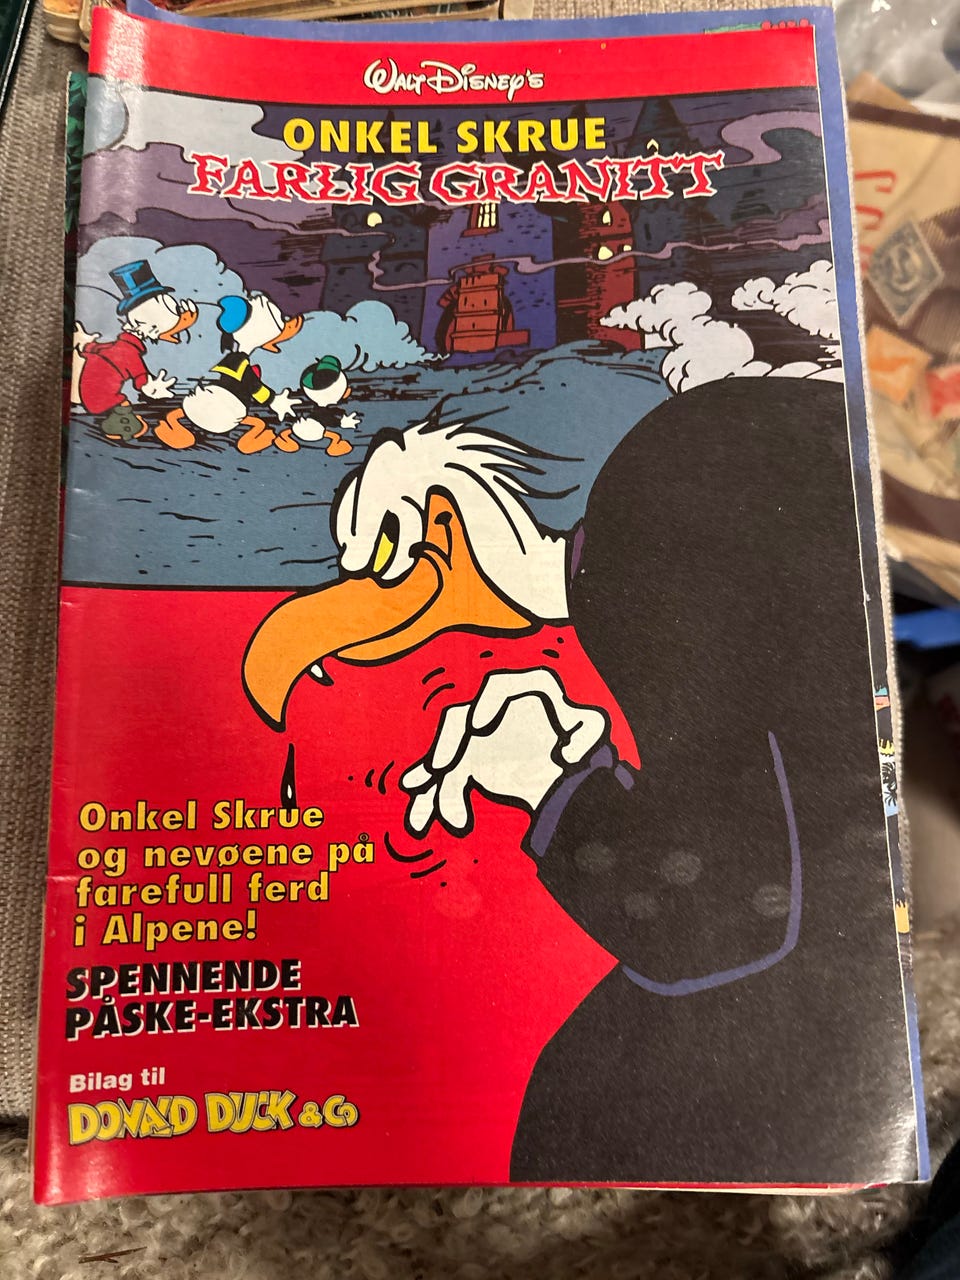 WALT DISNEY'S
ONKEL SKRUE
FARLIG GRANITT
Onkel Skrue
og nevøene på
farefull ferd
i Alpene!
SPENNENDE
PÅSKE-EKSTRA
Bilag til
DONALD DUCK & Co